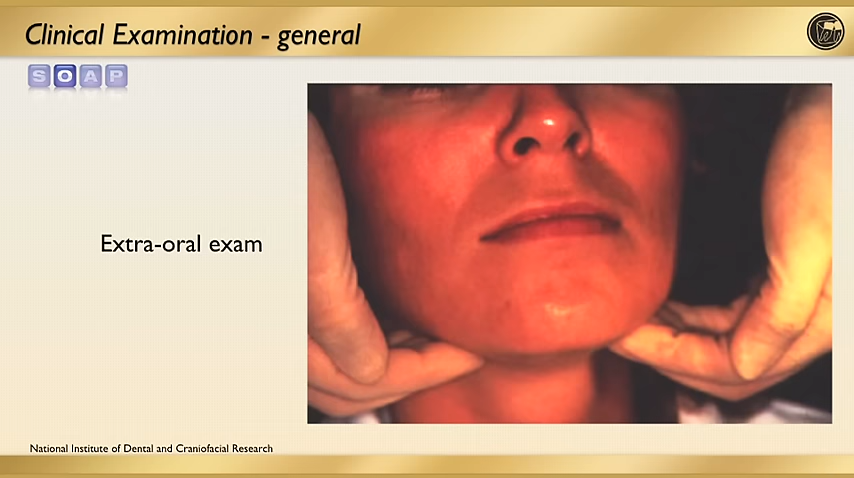 Clinical Examination - general
SOAP
Extra-oral exam
National Institute of Dental and Craniofacial Research